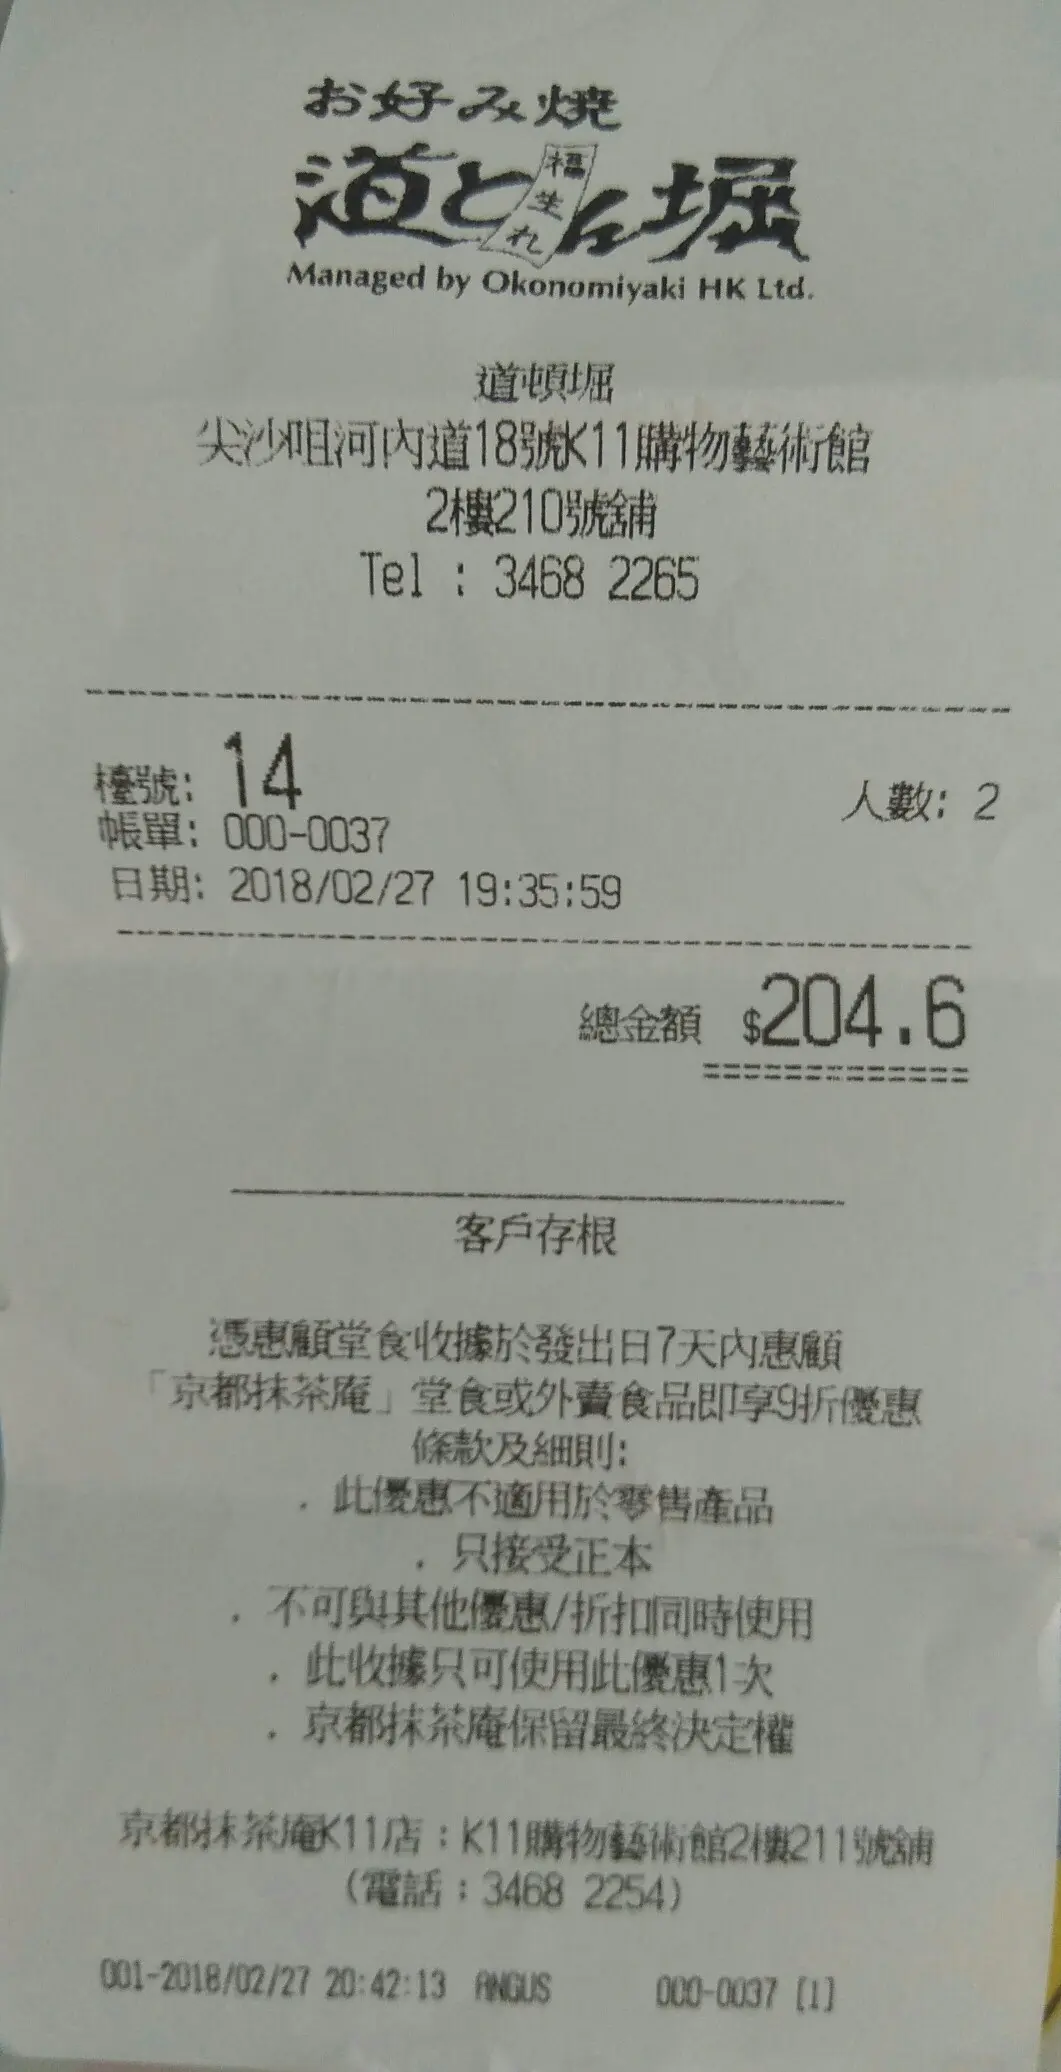 お好み焼
道とん堀
福生れ
Managed by Okonomiyaki HK Ltd.
道頓堀
尖沙咀河內道18號K11購物藝術館
2樓210號舖
Tel : 3468 2265
檯號: 14 人數: 2
帳單: 000-0037
日期: 2018/02/27 19:35:59
總金額 $204.6
客戶存根
憑惠顧堂食收據於發出日7天內惠顧
「京都抹茶庵」堂食或外賣食品即享9折優惠
條款及細則:
. 此優惠不適用於零售產品
. 只接受正本
. 不可與其他優惠/折扣同時使用
. 此收據只可使用此優惠1次
. 京都抹茶庵保留最終決定權
京都抹茶庵K11店：K11購物藝術館2樓211號舖
(電話：3468 2254)
001-2018/02/27 20:42:13 ANGUS 000-0037 [1]